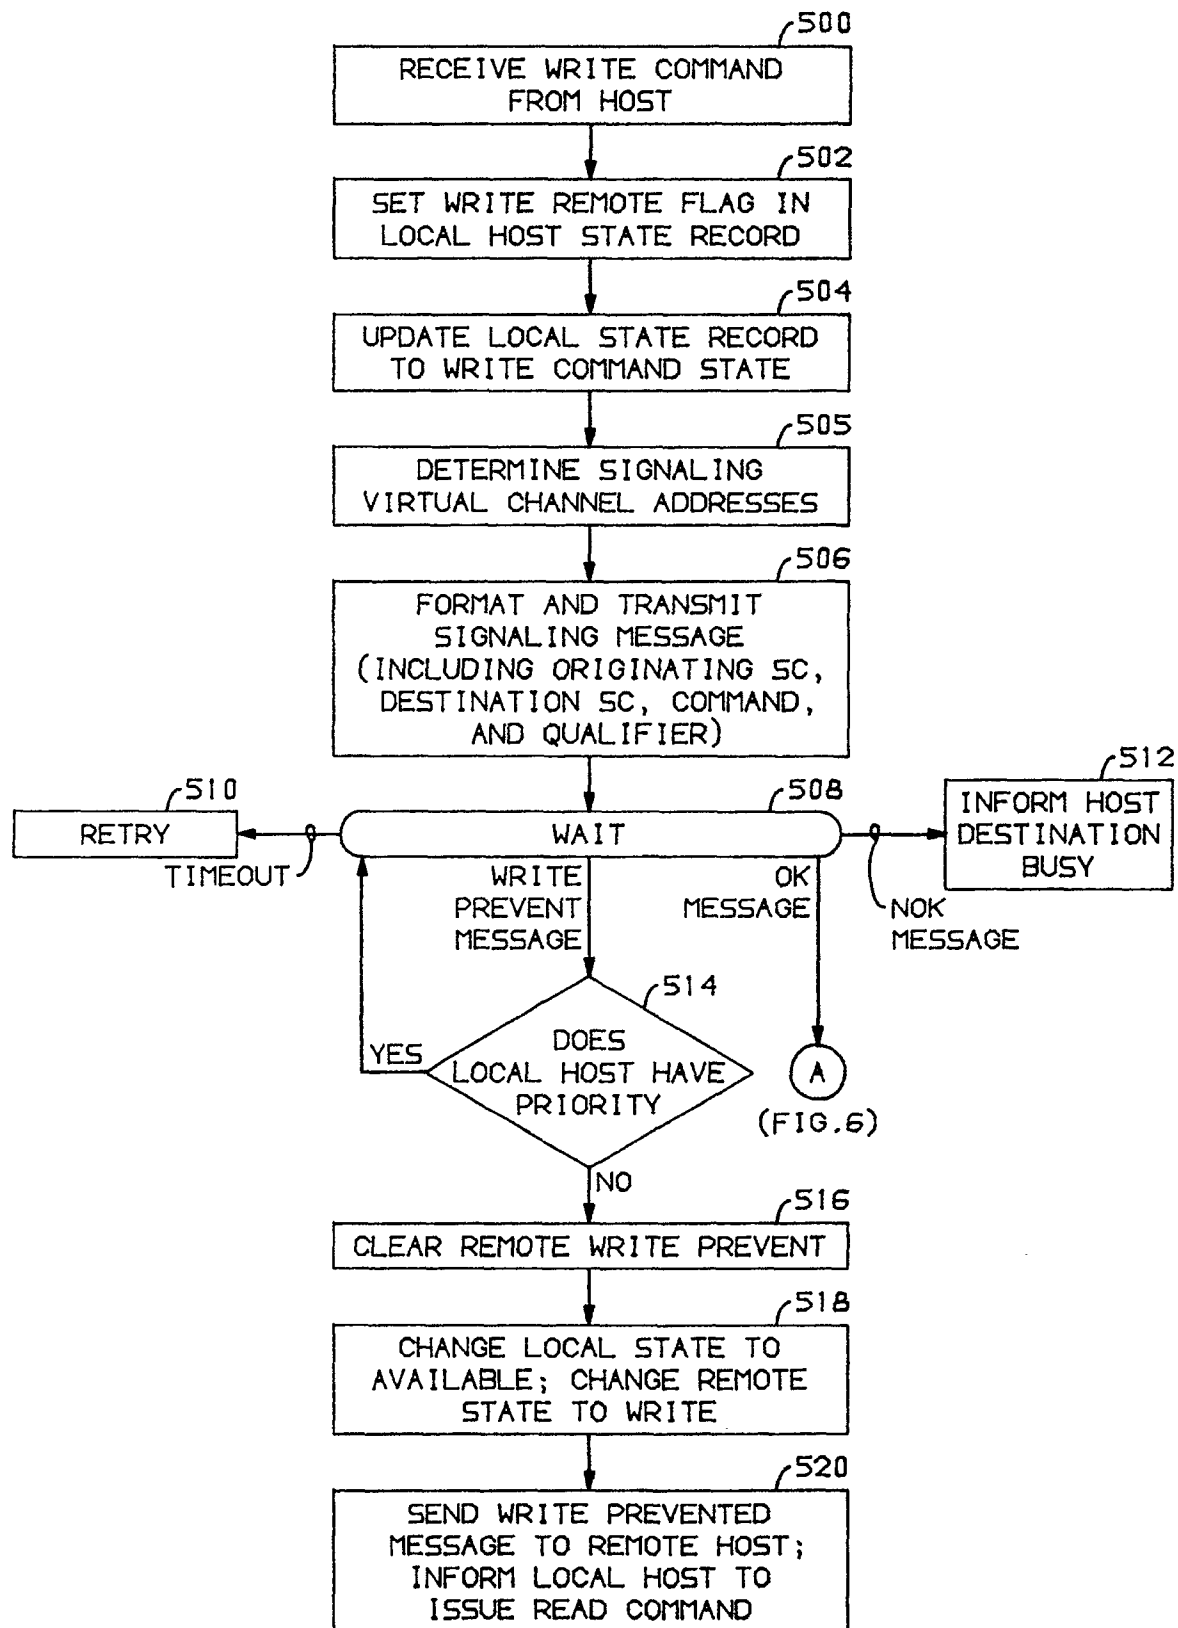 500
RECEIVE WRITE COMMAND
FROM HOST
502
SET WRITE REMOTE FLAG IN
LOCAL HOST STATE RECORD
504
UPDATE LOCAL STATE RECORD
TO WRITE COMMAND STATE
505
DETERMINE SIGNALING
VIRTUAL CHANNEL ADDRESSES
506
FORMAT AND TRANSMIT
SIGNALING MESSAGE
(INCLUDING ORIGINATING SC,
DESTINATION SC, COMMAND,
AND QUALIFIER)
510
RETRY
TIMEOUT
508
WAIT
512
INFORM HOST
DESTINATION
BUSY
WRITE
PREVENT
MESSAGE
OK
MESSAGE
NOK
MESSAGE
514
DOES
LOCAL HOST HAVE
PRIORITY
YES
A
(FIG.6)
NO
516
CLEAR REMOTE WRITE PREVENT
518
CHANGE LOCAL STATE TO
AVAILABLE; CHANGE REMOTE
STATE TO WRITE
520
SEND WRITE PREVENTED
MESSAGE TO REMOTE HOST;
INFORM LOCAL HOST TO
ISSUE READ COMMAND